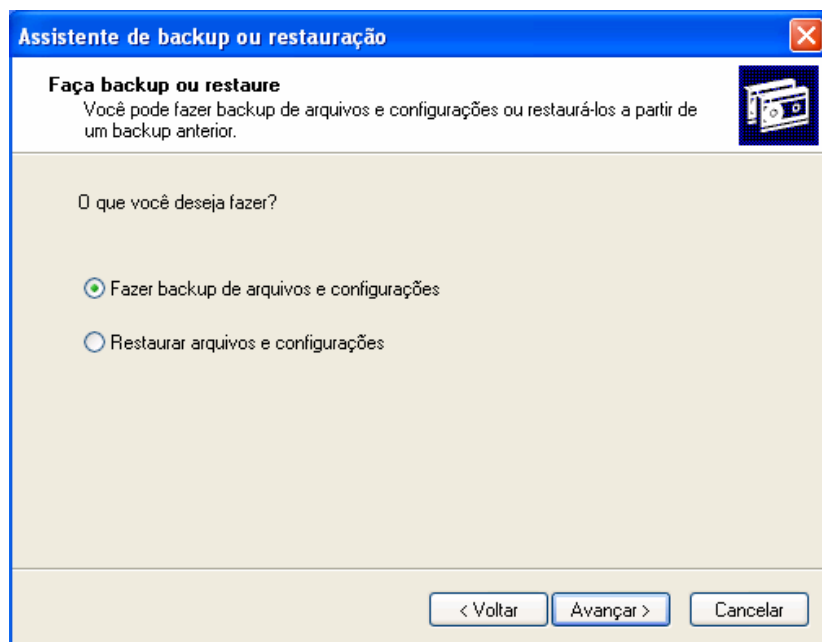 Assistente de backup ou restauração
Faça backup ou restaure
Você pode fazer backup de arquivos e configurações ou restaurá-los a partir de
um backup anterior.
O que você deseja fazer?
Fazer backup de arquivos e configurações
Restaurar arquivos e configurações
< Voltar
Avançar >
Cancelar